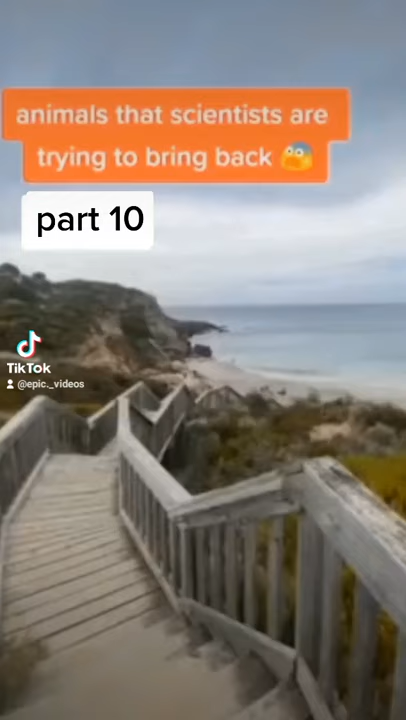 animals that scientists are
trying to bring back 😨
part 10
TikTok
@epic._videos